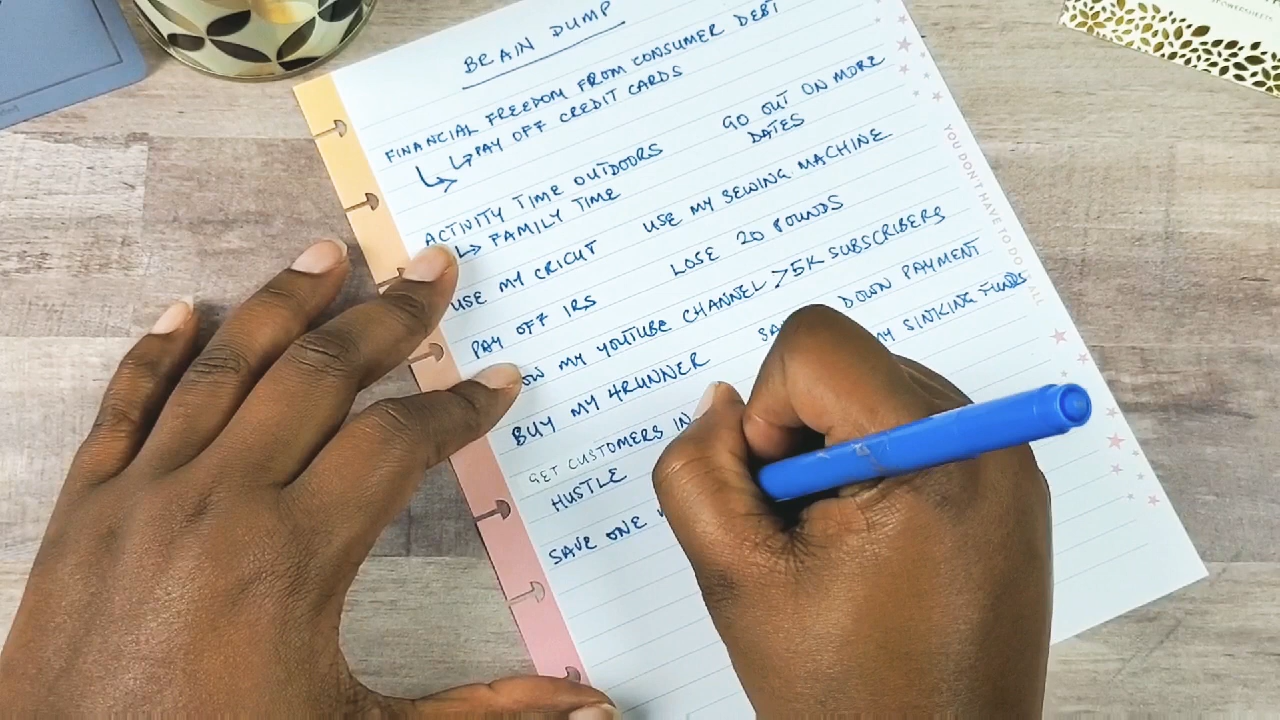 BRAIN DUMP
FINANCIAL FREEDOM FROM CONSUMER DEBT
↳ PAY OFF CREDIT CARDS
GO OUT ON MORE
DATES
ACTIVITY TIME OUTDOORS
↳ FAMILY TIME
USE MY SEWING MACHINE
USE MY CRICUT
LOSE 20 POUNDS
PAY OFF IRS
MY YOUTUBE CHANNEL >5K SUBSCRIBERS
DOWN PAYMENT
BUY MY 4RUNNER
MY SINKING FUNDS
GET CUSTOMERS IN
HUSTLE
SAVE ONE
YOU DON'T HAVE TO DO ALL